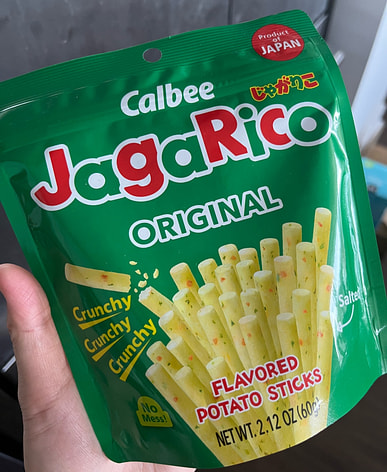 Product of
JAPAN
Calbee
じゃがりこ
JagaRico
ORIGINAL
Crunchy
Crunchy
Crunchy
Salted
FLAVORED
POTATO STICKS
No
Mess!
NET WT. 2.12 OZ (60g)